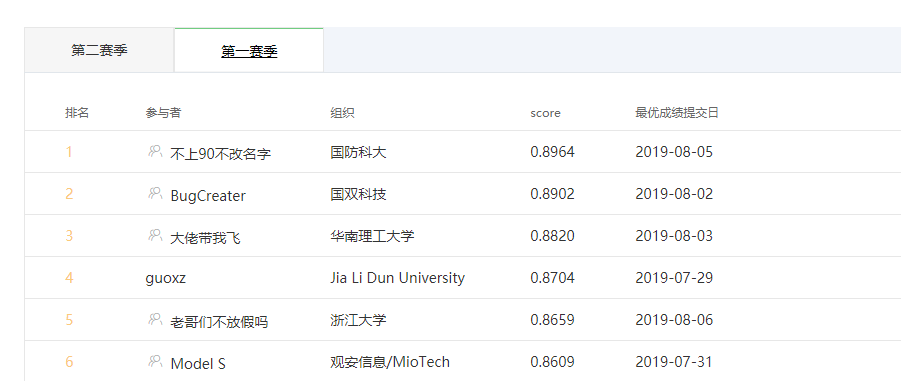 第二赛季 第一赛季
排名 参与者 组织 score 最优成绩提交日
1 不上90不改名字 国防科大 0.8964 2019-08-05
2 BugCreater 国双科技 0.8902 2019-08-02
3 大佬带我飞 华南理工大学 0.8820 2019-08-03
4 guoxz Jia Li Dun University 0.8704 2019-07-29
5 老哥们不放假吗 浙江大学 0.8659 2019-08-06
6 Model S 观安信息/MioTech 0.8609 2019-07-31